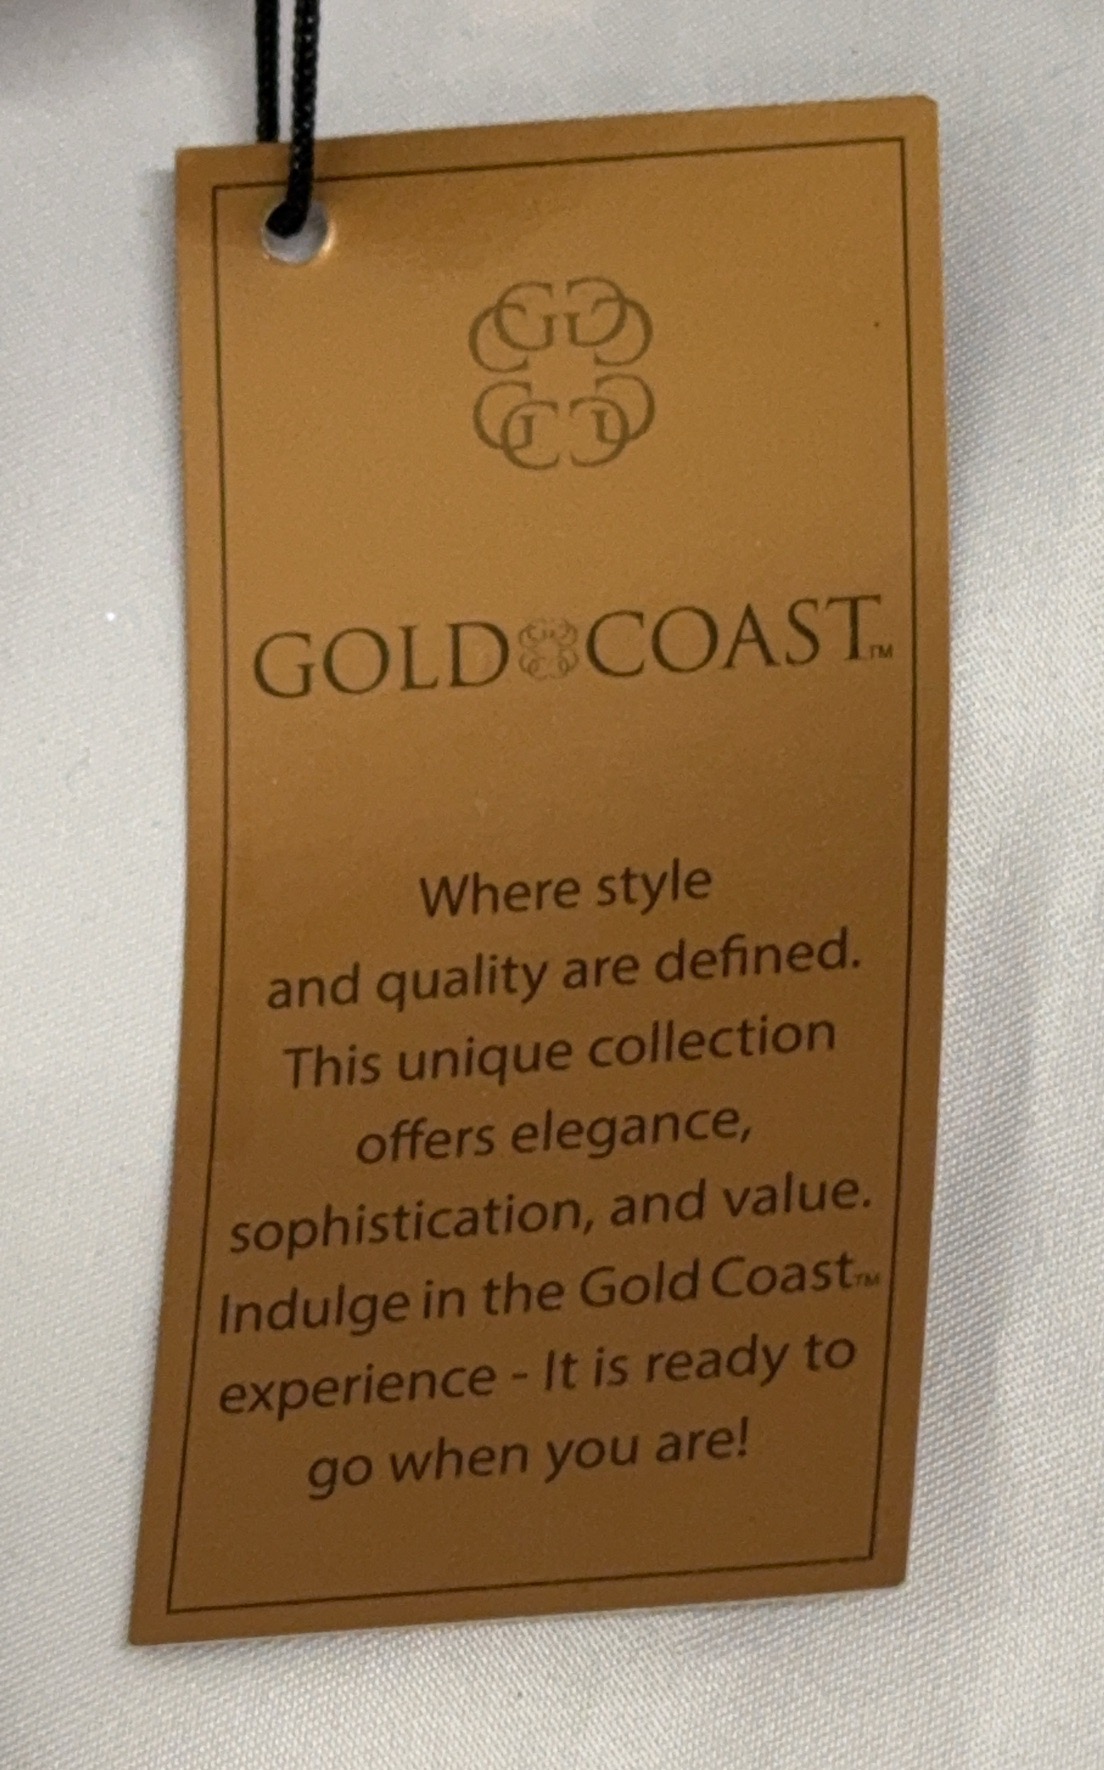 GOLD COAST™
Where style
and quality are defined.
This unique collection
offers elegance,
sophistication, and value.
Indulge in the Gold Coast™
experience - It is ready to
go when you are!